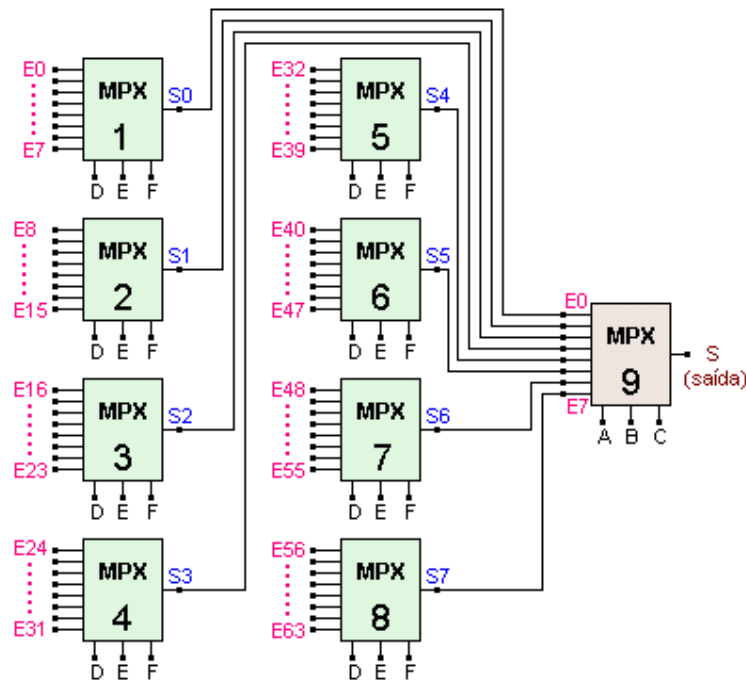 E0
MPX
1
S0
E7
D E F
E8
MPX
2
S1
E15
D E F
E16
MPX
3
S2
E23
D E F
E24
MPX
4
S3
E31
D E F
E32
MPX
5
S4
E39
D E F
E40
MPX
6
S5
E47
D E F
E48
MPX
7
S6
E55
D E F
E56
MPX
8
S7
E63
D E F
E0
MPX
9
E7
A B C
S
(saída)